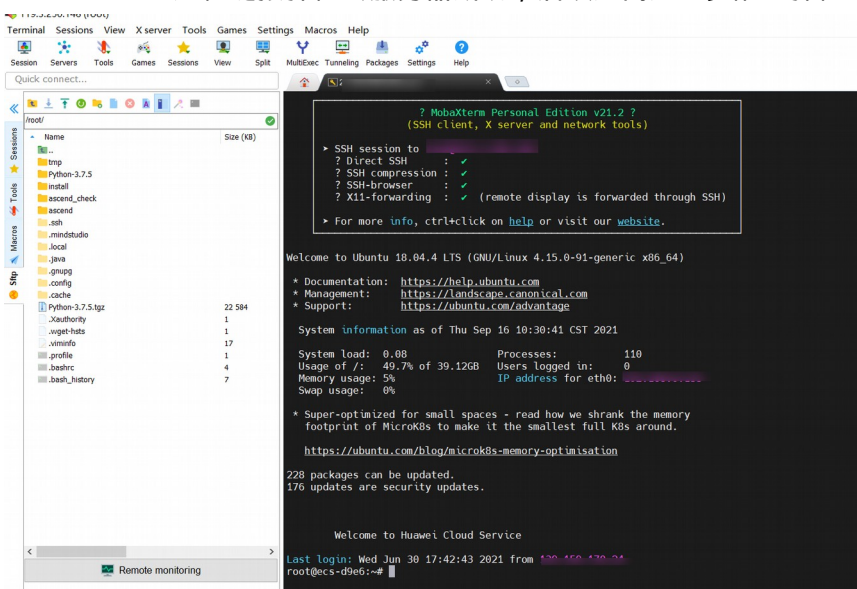 (root)
Terminal Sessions View X server Tools Games Settings Macros Help
Session Servers Tools Games Sessions View Split MultiExec Tunneling Packages Settings Help
Quick connect...
/root/
Name Size (KB)
..
tmp
Python-3.7.5
install
ascend_check
ascend
.ssh
.mindstudio
.local
.java
.gnupg
.config
.cache
Python-3.7.5.tgz 22 584
.Xauthority 1
.wget-hsts 1
.viminfo 17
.profile 1
.bashrc 4
.bash_history 7
Sessions
Tools
Macros
Sftp
Remote monitoring
? MobaXterm Personal Edition v21.2 ?
(SSH client, X server and network tools)
➤ SSH session to
? Direct SSH : ✔
? SSH compression : ✔
? SSH-browser : ✔
? X11-forwarding : ✔ (remote display is forwarded through SSH)
➤ For more info, ctrl+click on help or visit our website.
Welcome to Ubuntu 18.04.4 LTS (GNU/Linux 4.15.0-91-generic x86_64)
* Documentation: https://help.ubuntu.com
* Management: https://landscape.canonical.com
* Support: https://ubuntu.com/advantage
System information as of Thu Sep 16 10:30:41 CST 2021
System load: 0.08 Processes: 110
Usage of /: 49.7% of 39.12GB Users logged in: 0
Memory usage: 5% IP address for eth0:
Swap usage: 0%
* Super-optimized for small spaces - read how we shrank the memory
footprint of MicroK8s to make it the smallest full K8s around.
https://ubuntu.com/blog/microk8s-memory-optimisation
228 packages can be updated.
176 updates are security updates.
Welcome to Huawei Cloud Service
Last login: Wed Jun 30 17:42:43 2021 from
root@ecs-d9e6:~#